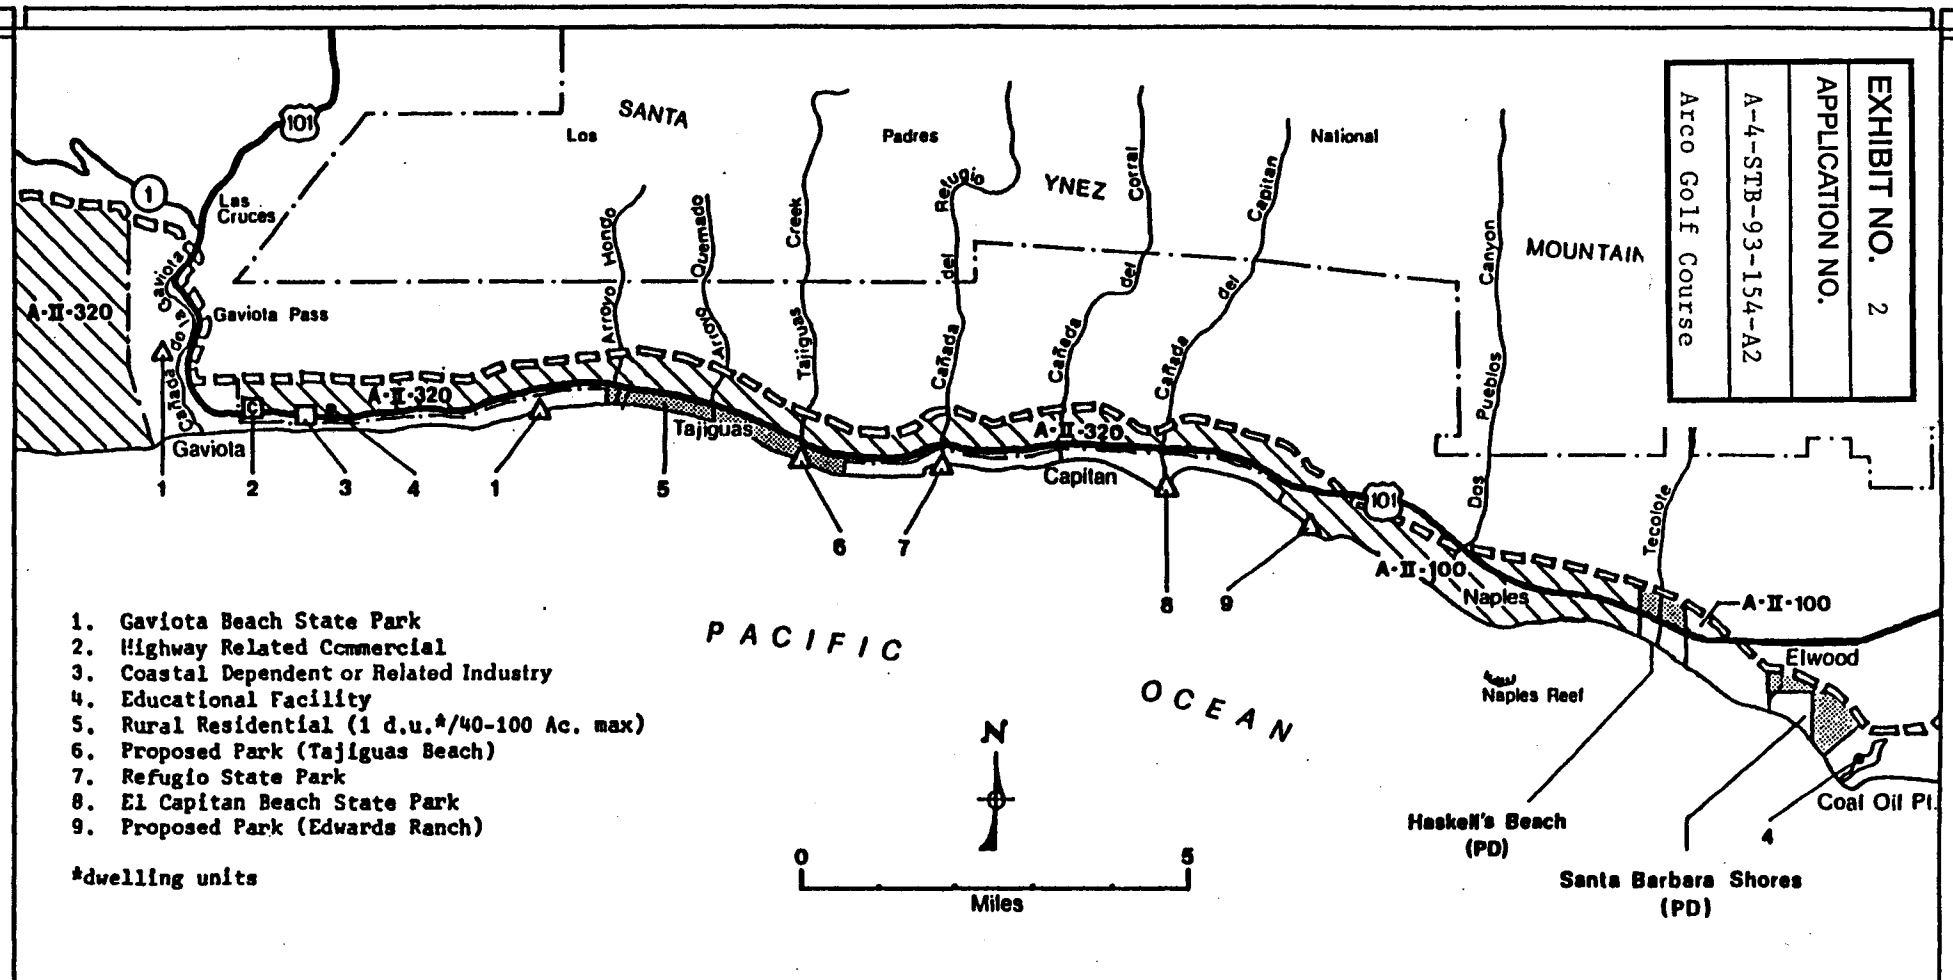 EXHIBIT NO. 2
APPLICATION NO.
A-4-STB-93-154-A2
Arco Golf Course
101
SANTA
Los
Padres
National
YNEZ
MOUNTAIN
1
Las
Cruces
Cañada de la Gaviota
Gaviota Pass
Arroyo Hondo
Arroyo Quemado
Tajiguas Creek
Cañada del Refugio
Cañada del Corral
Cañada del Capitan
Dos Pueblos Canyon
Tecolote
A-II-320
A-II-320
A-II-320
C
Gaviota
Tajiguas
Capitan
101
A-II-100
Naples
A-II-100
Elwood
Naples Reef
Coal Oil Pt.
1
2
3
4
1
5
6
7
8
9
4
PACIFIC
OCEAN
Haskell's Beach
(PD)
Santa Barbara Shores
(PD)
1. Gaviota Beach State Park
2. Highway Related Commercial
3. Coastal Dependent or Related Industry
4. Educational Facility
5. Rural Residential (1 d.u.*/40-100 Ac. max)
6. Proposed Park (Tajiguas Beach)
7. Refugio State Park
8. El Capitan Beach State Park
9. Proposed Park (Edwards Ranch)
*dwelling units
N
0
5
Miles